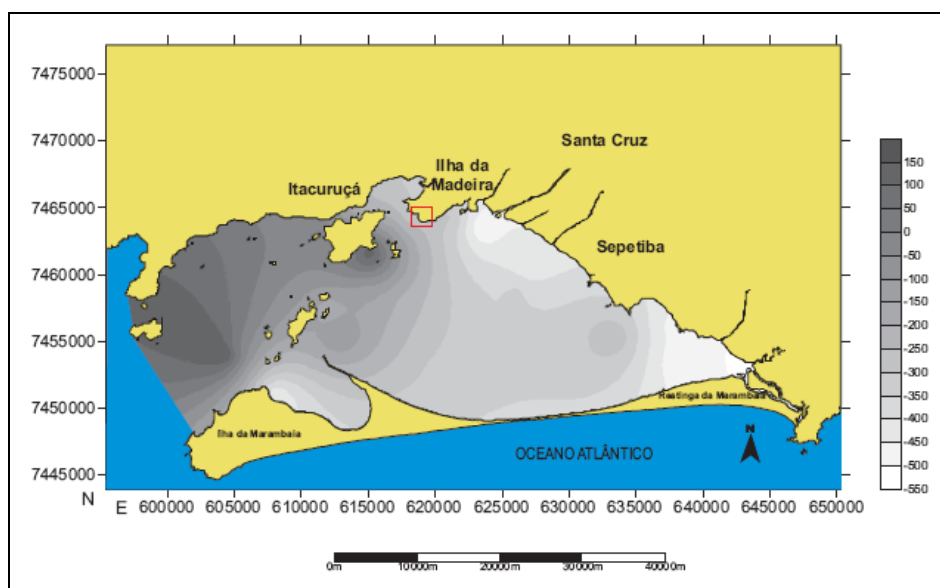 7475000
7470000
7465000
7460000
7455000
7450000
7445000
N
E
600000 605000 610000 615000 620000 625000 630000 635000 640000 645000 650000
Santa Cruz
Ilha da
Madeira
Itacuruçá
Sepetiba
Restinga da Marambaia
Ilha da Marambaia
N
OCEANO ATLÂNTICO
150
100
50
0
-50
-100
-150
-200
-250
-300
-350
-400
-450
-500
-550
0m 10000m 20000m 30000m 40000m